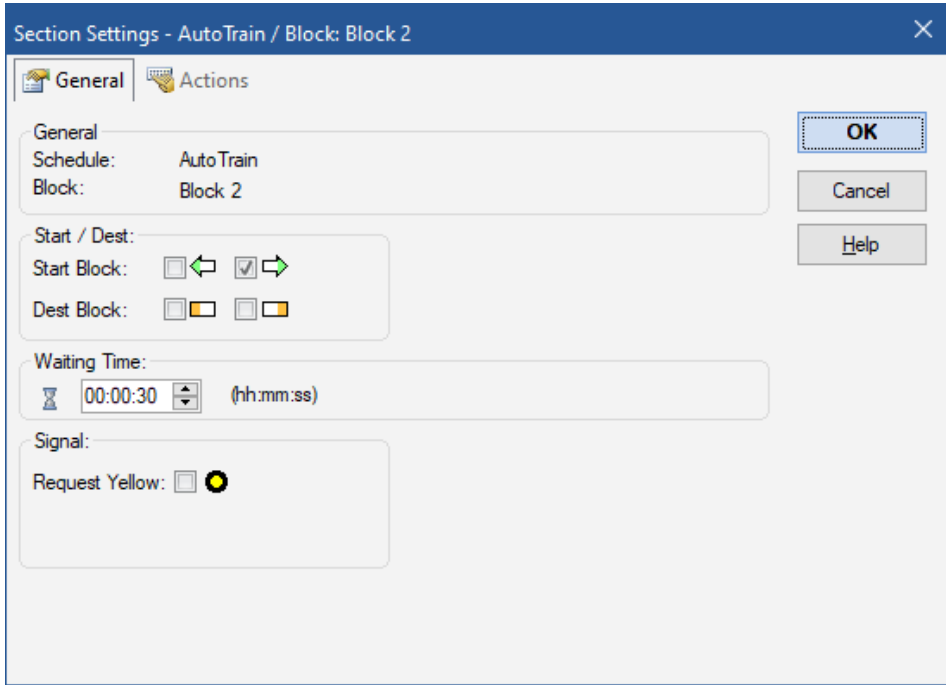 Section Settings - AutoTrain / Block: Block 2
General Actions
General
Schedule: AutoTrain
Block: Block 2
Start / Dest:
Start Block:
Dest Block:
Waiting Time:
00:00:30 (hh:mm:ss)
Signal:
Request Yellow:
OK
Cancel
Help